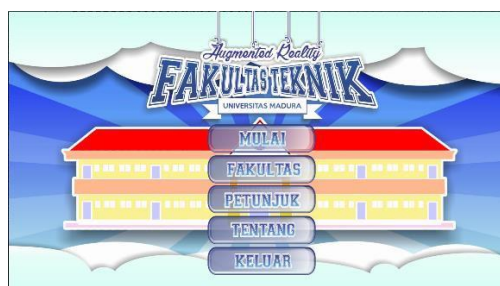 Augmented Reality
FAKULTAS TEKNIK
UNIVERSITAS MADURA
MULAI
FAKULTAS
PETUNJUK
TENTANG
KELUAR